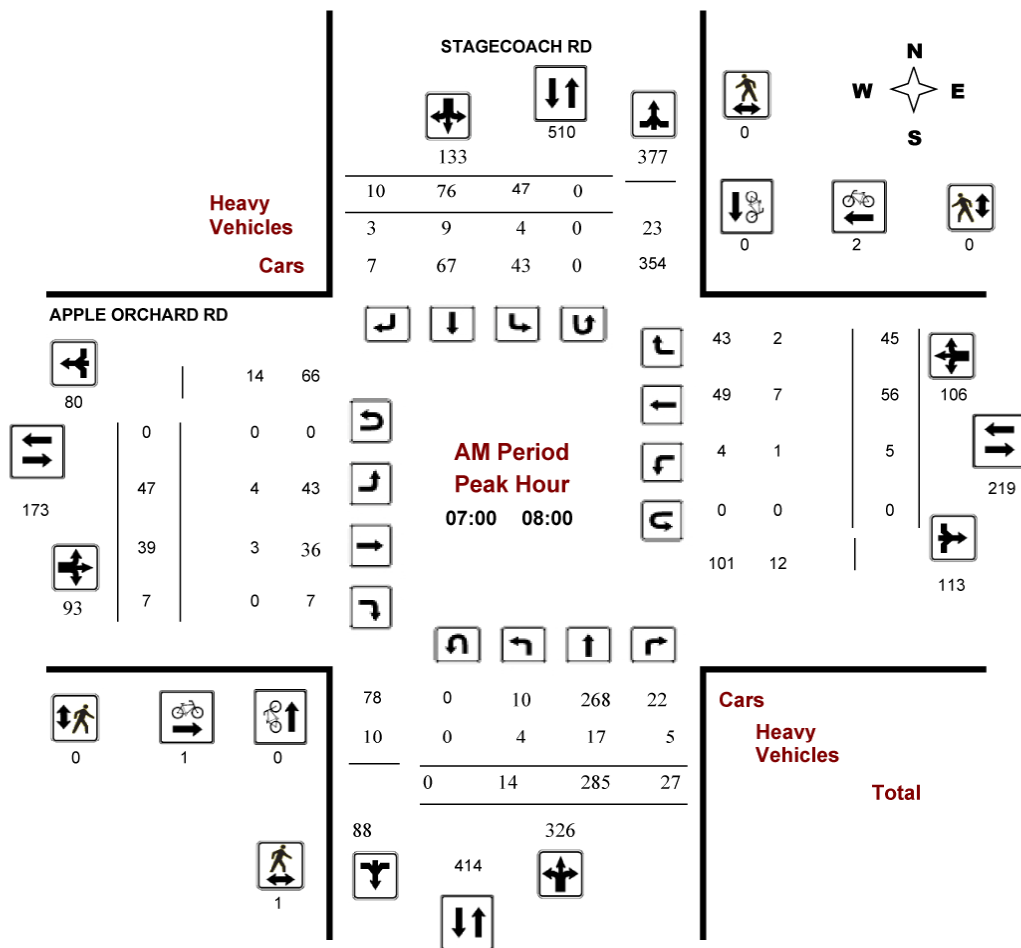 STAGECOACH RD
N
W E
S
510
0
133 377
10 76 47 0
Heavy
Vehicles
3 9 4 0 23
0 2 0
Cars
7 67 43 0 354
APPLE ORCHARD RD
43 2 45
14 66
80
49 7 56 106
0 0 0
AM Period
4 1 5
Peak Hour
47 4 43
219
173
07:00 08:00
0 0 0
39 3 36
101 12
113
93
7 0 7
78 0 10 268 22
Cars
10 0 4 17 5
Heavy
Vehicles
0 1 0
0 14 285 27
Total
88 326
414
1